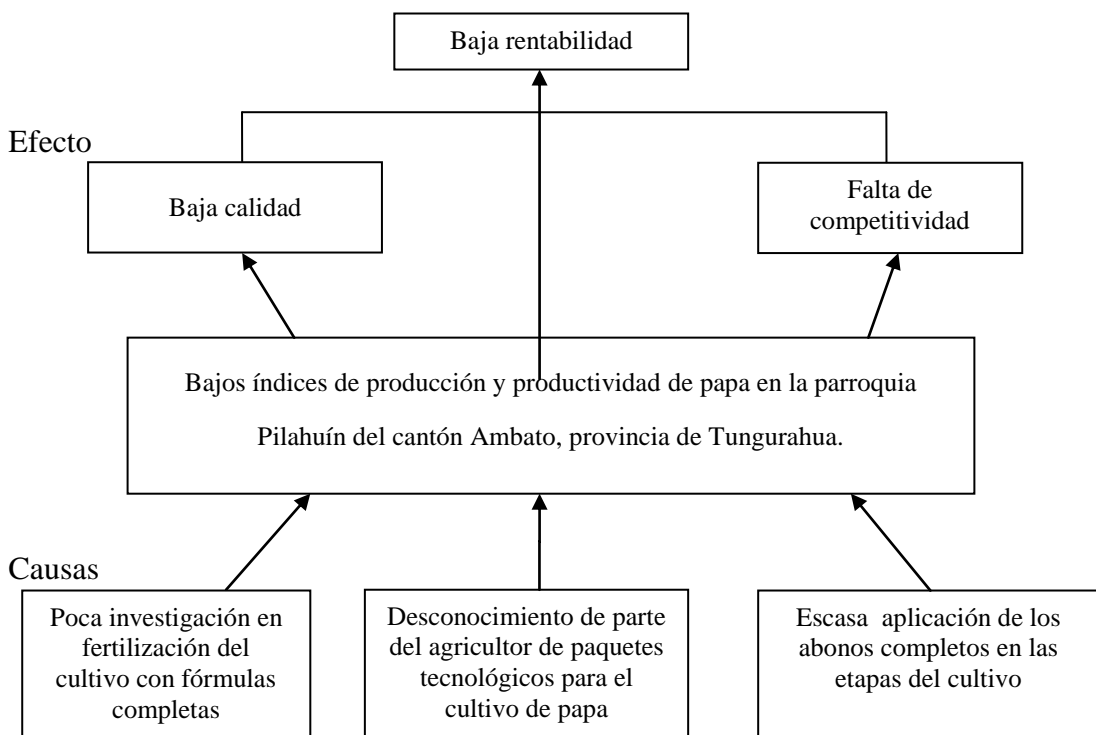 Baja rentabilidad
Efecto
Baja calidad
Falta de
competitividad
Bajos índices de producción y productividad de papa en la parroquia
Pilahuín del cantón Ambato, provincia de Tungurahua.
Causas
Poca investigación en
fertilización del
cultivo con fórmulas
completas
Desconocimiento de parte
del agricultor de paquetes
tecnológicos para el
cultivo de papa
Escasa aplicación de los
abonos completos en las
etapas del cultivo